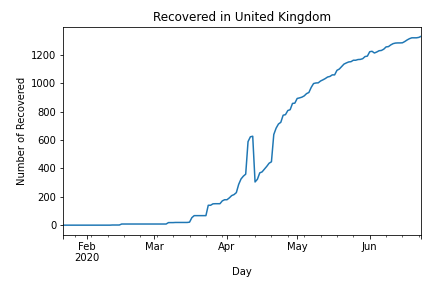 Recovered in United Kingdom
Number of Recovered
1200
1000
800
600
400
200
0
Feb
2020
Mar
Apr
May
Jun
Day